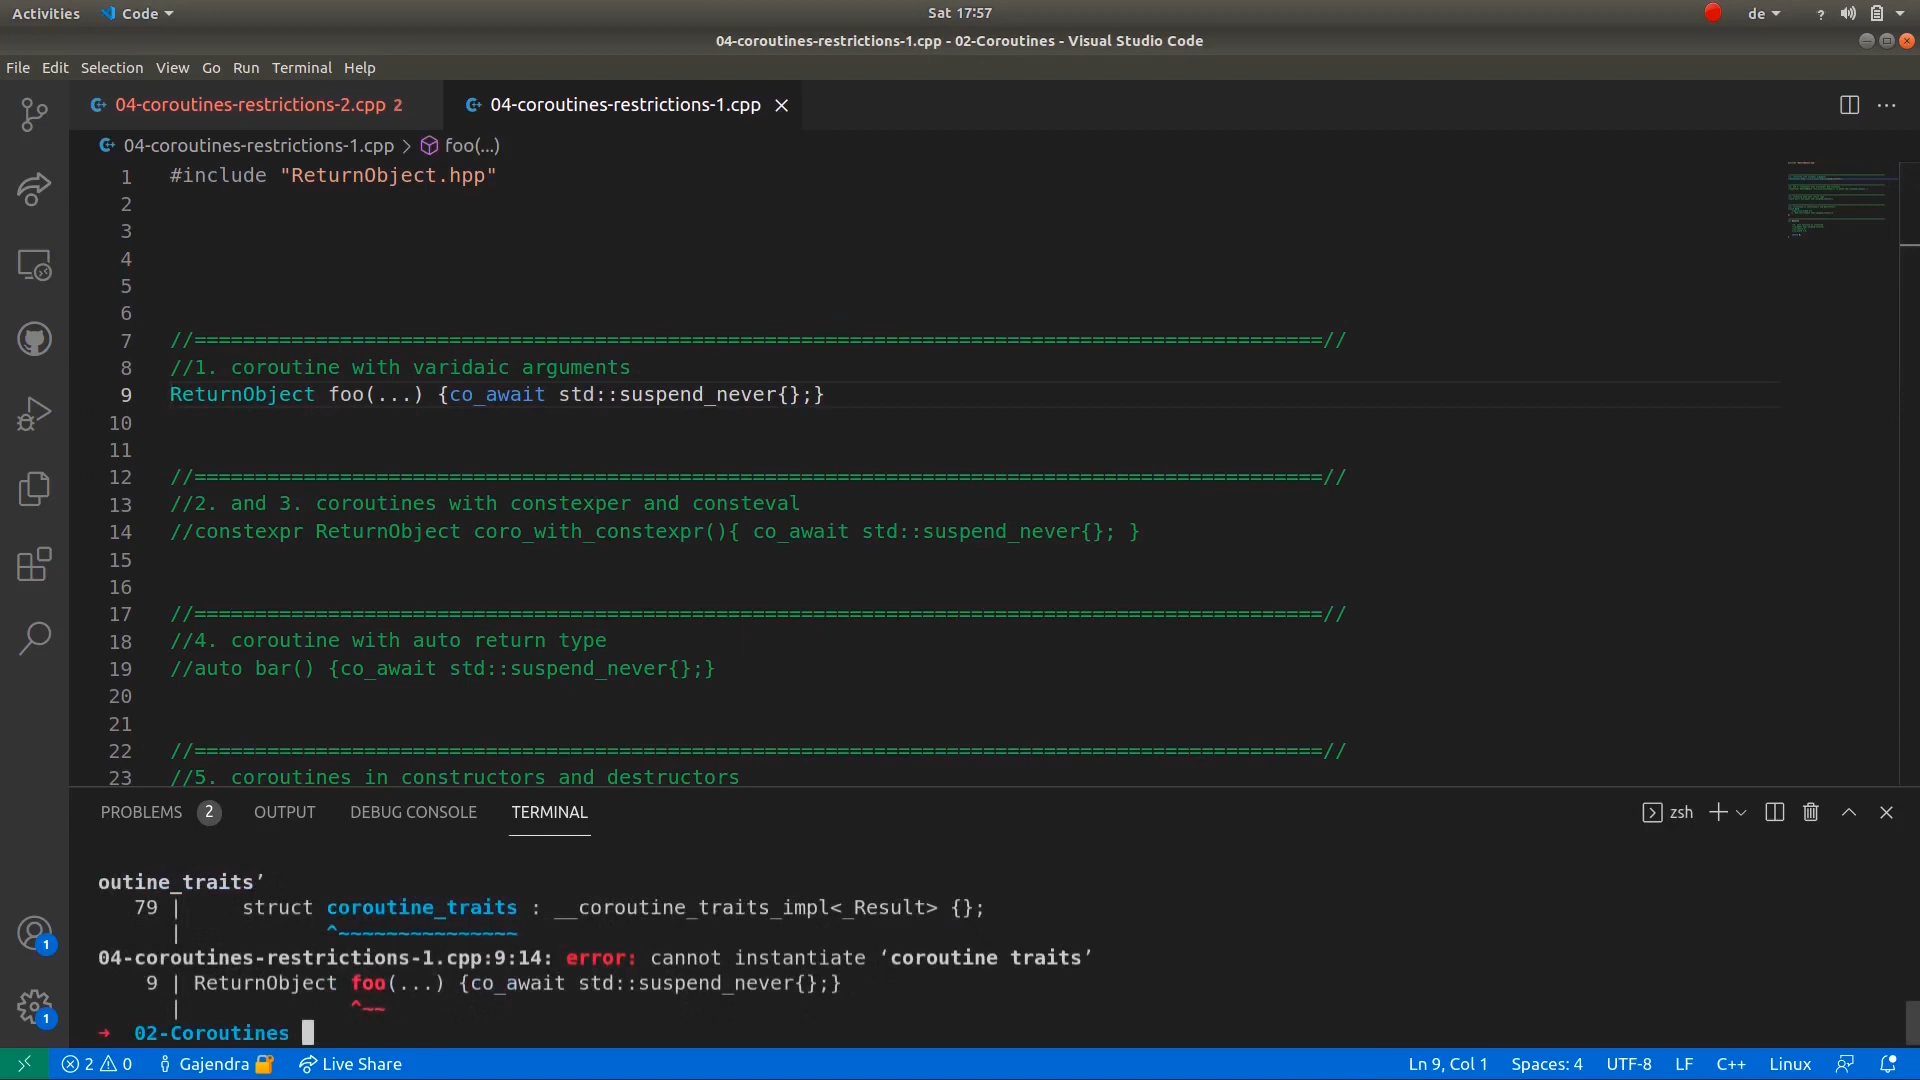 Activities Code Sat 17:57 de ?
04-coroutines-restrictions-1.cpp - 02-Coroutines - Visual Studio Code
File Edit Selection View Go Run Terminal Help
04-coroutines-restrictions-2.cpp 2 04-coroutines-restrictions-1.cpp
04-coroutines-restrictions-1.cpp > foo(...)
1 #include "ReturnObject.hpp"
2
3
4
5
6
7 //=============================================================================================//
8 //1. coroutine with varidaic arguments
9 ReturnObject foo(...) {co_await std::suspend_never{};}
10
11
12 //=============================================================================================//
13 //2. and 3. coroutines with constexper and consteval
14 //constexpr ReturnObject coro_with_constexpr(){ co_await std::suspend_never{}; }
15
16
17 //=============================================================================================//
18 //4. coroutine with auto return type
19 //auto bar() {co_await std::suspend_never{};}
20
21
22 //=============================================================================================//
23 //5. coroutines in constructors and destructors
PROBLEMS 2 OUTPUT DEBUG CONSOLE TERMINAL zsh
outine_traits’
79 | struct coroutine_traits : __coroutine_traits_impl<_Result> {};
| ^~~~~~~~~~~~~~~~
04-coroutines-restrictions-1.cpp:9:14: error: cannot instantiate ‘coroutine traits’
9 | ReturnObject foo(...) {co_await std::suspend_never{};}
| ^~~
➜ 02-Coroutines
1
1
2 0 Gajendra Live Share Ln 9, Col 1 Spaces: 4 UTF-8 LF C++ Linux